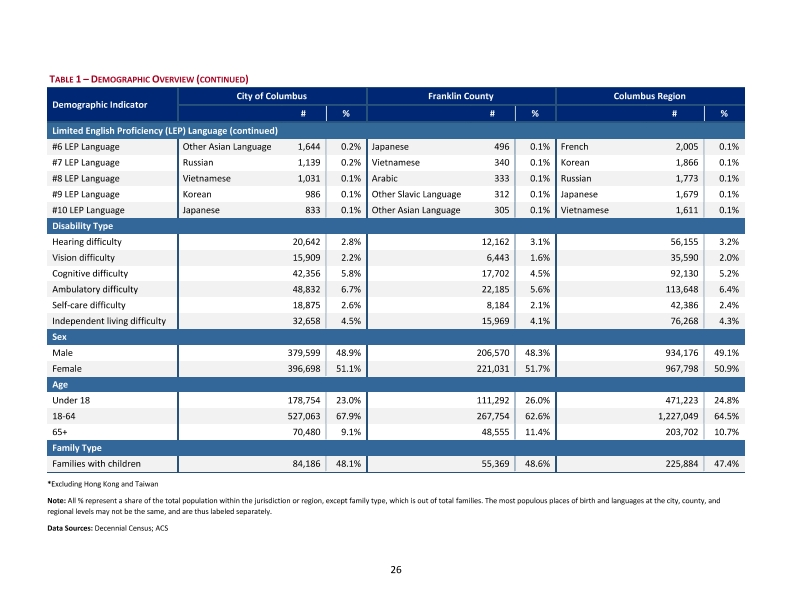 TABLE 1 – DEMOGRAPHIC OVERVIEW (CONTINUED)
Demographic Indicator City of Columbus Franklin County Columbus Region
# % # % # %
Limited English Proficiency (LEP) Language (continued)
#6 LEP Language Other Asian Language 1,644 0.2% Japanese 496 0.1% French 2,005 0.1%
#7 LEP Language Russian 1,139 0.2% Vietnamese 340 0.1% Korean 1,866 0.1%
#8 LEP Language Vietnamese 1,031 0.1% Arabic 333 0.1% Russian 1,773 0.1%
#9 LEP Language Korean 986 0.1% Other Slavic Language 312 0.1% Japanese 1,679 0.1%
#10 LEP Language Japanese 833 0.1% Other Asian Language 305 0.1% Vietnamese 1,611 0.1%
Disability Type
Hearing difficulty 20,642 2.8% 12,162 3.1% 56,155 3.2%
Vision difficulty 15,909 2.2% 6,443 1.6% 35,590 2.0%
Cognitive difficulty 42,356 5.8% 17,702 4.5% 92,130 5.2%
Ambulatory difficulty 48,832 6.7% 22,185 5.6% 113,648 6.4%
Self-care difficulty 18,875 2.6% 8,184 2.1% 42,386 2.4%
Independent living difficulty 32,658 4.5% 15,969 4.1% 76,268 4.3%
Sex
Male 379,599 48.9% 206,570 48.3% 934,176 49.1%
Female 396,698 51.1% 221,031 51.7% 967,798 50.9%
Age
Under 18 178,754 23.0% 111,292 26.0% 471,223 24.8%
18-64 527,063 67.9% 267,754 62.6% 1,227,049 64.5%
65+ 70,480 9.1% 48,555 11.4% 203,702 10.7%
Family Type
Families with children 84,186 48.1% 55,369 48.6% 225,884 47.4%
*Excluding Hong Kong and Taiwan
Note: All % represent a share of the total population within the jurisdiction or region, except family type, which is out of total families. The most populous places of birth and languages at the city, county, and
regional levels may not be the same, and are thus labeled separately.
Data Sources: Decennial Census; ACS
26